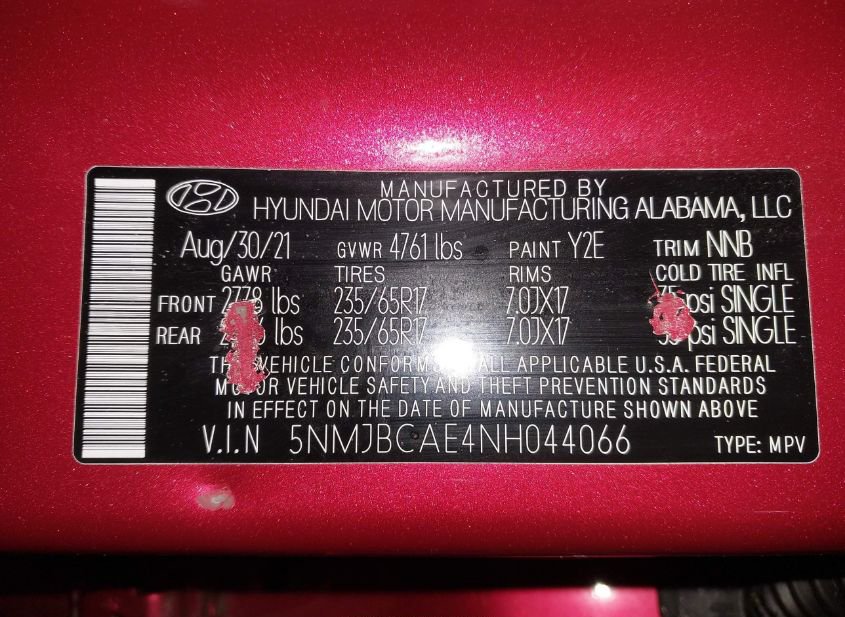 MANUFACTURED BY
HYUNDAI MOTOR MANUFACTURING ALABAMA, LLC
Aug/30/21 GVWR 4761 lbs PAINT Y2E TRIM NNB
GAWR TIRES RIMS COLD TIRE INFL
FRONT 2778 lbs 235/65R17 7.0JX17 psi SINGLE
REAR lbs 235/65R17 7.0JX17 psi SINGLE
VEHICLE ALL APPLICABLE U.S.A. FEDERAL
VEHICLE SAFETY AND THEFT PREVENTION STANDARDS
IN EFFECT ON THE DATE OF MANUFACTURE SHOWN ABOVE
V.I.N 5NMJBCAE4NH044066 TYPE: MPV